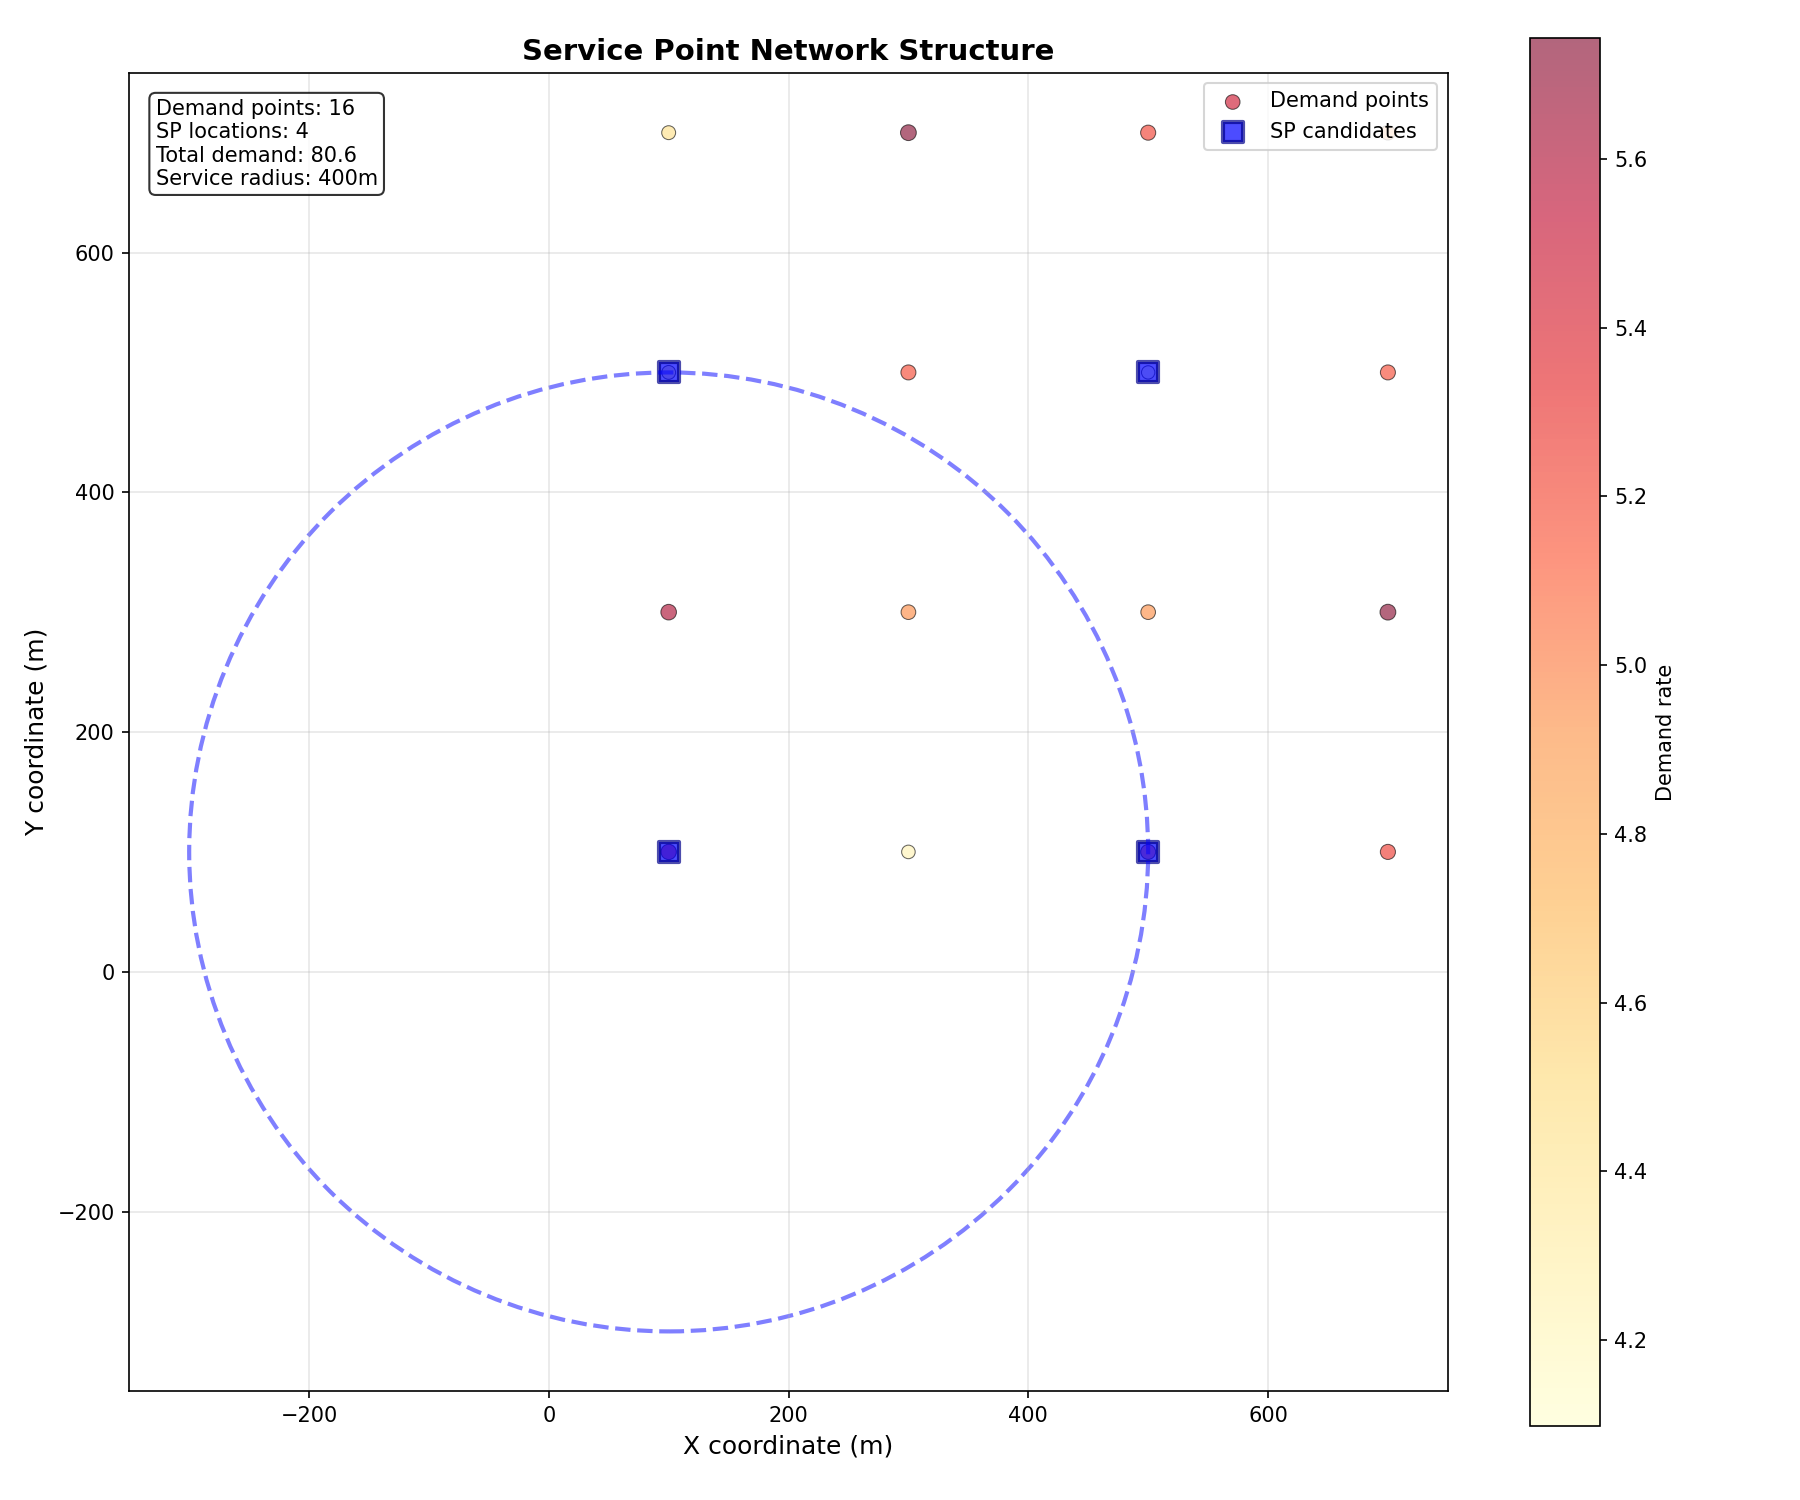 Service Point Network Structure
Demand points: 16
SP locations: 4
Total demand: 80.6
Service radius: 400m
Demand points
SP candidates
600
400
200
0
−200
−200
0
200
400
600
X coordinate (m)
Y coordinate (m)
5.6
5.4
5.2
5.0
4.8
4.6
4.4
4.2
Demand rate